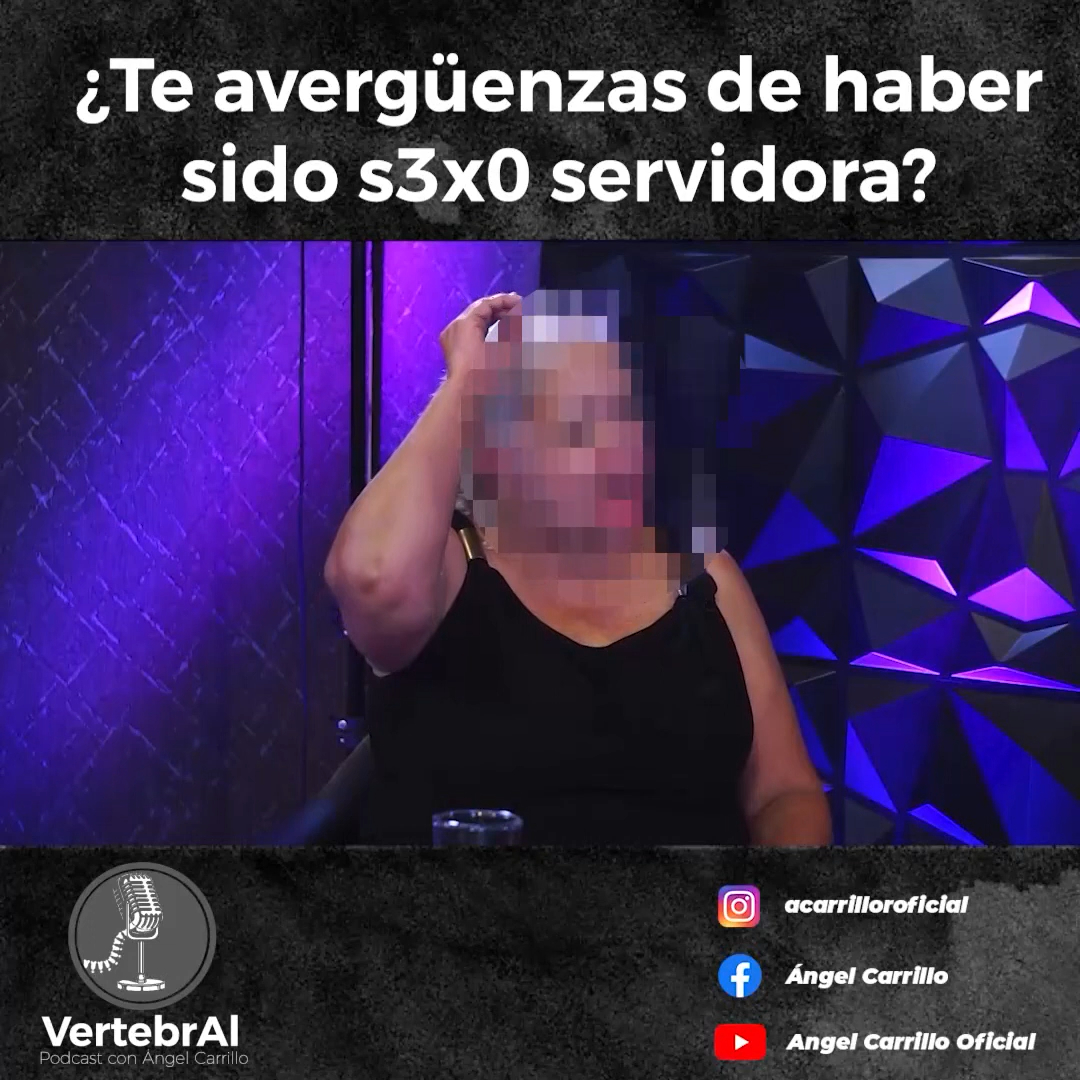 ¿Te avergüenzas de haber
sido s3x0 servidora?
VertebrAl
Podcast con Ángel Carrillo
acarrilloroficial
Ángel Carrillo
Angel Carrillo Oficial